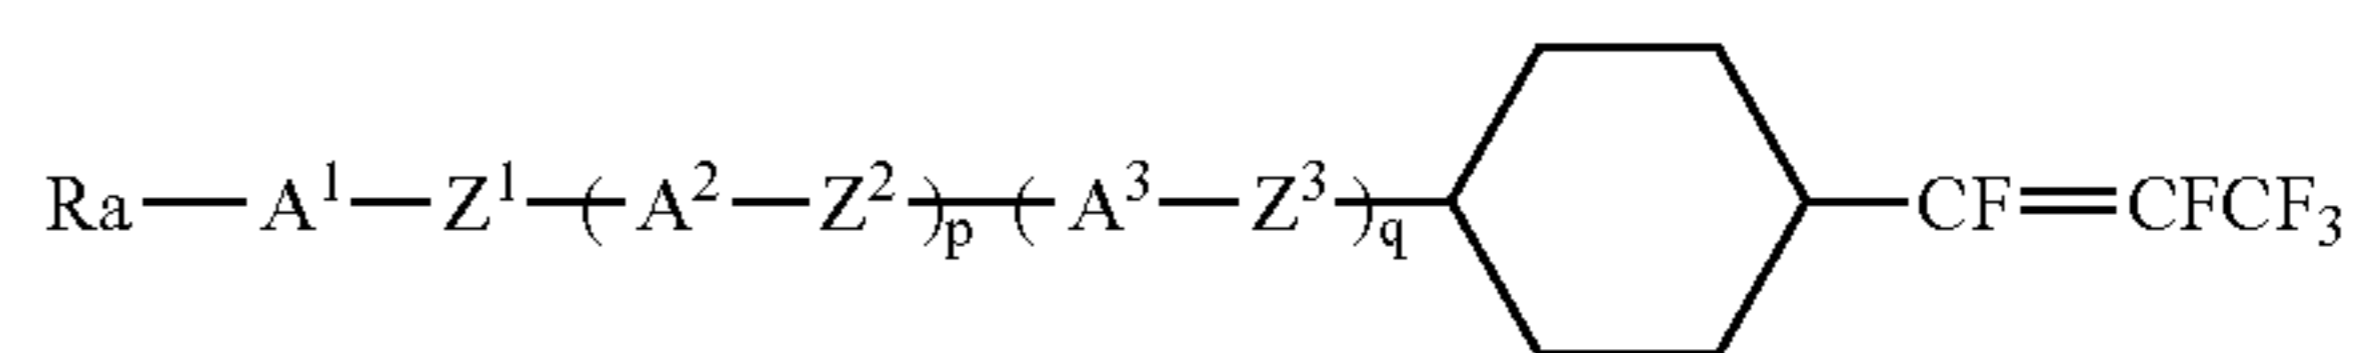 Ra—A¹—Z¹—(A²—Z²)p—(A³—Z³)q—CF=CFCF₃